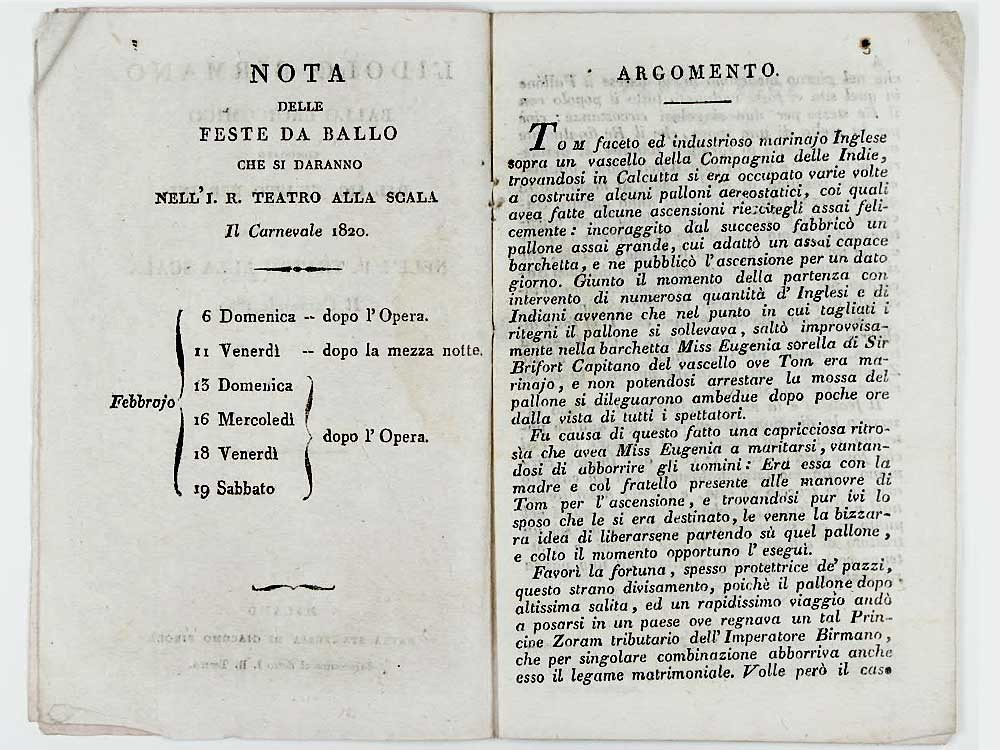 NOTA
DELLE
FESTE DA BALLO
CHE SI DARANNO
NELL'I. R. TEATRO ALLA SCALA
Il Carnevale 1820.
Febbrajo
6 Domenica -- dopo l'Opera.
11 Venerdì -- dopo la mezza notte.
13 Domenica
16 Mercoledì
18 Venerdì
19 Sabbato
dopo l'Opera.
ARGOMENTO.
TOM faceto ed industrioso marinajo Inglese
sopra un vascello della Compagnia delle Indie,
trovandosi in Calcutta si era occupato varie volte
a costruire alcuni palloni aereostatici, coi quali
avea fatte alcune ascensioni riescitegli assai feli-
cemente: incoraggito dal successo fabbricò un
pallone assai grande, cui adattò un assai capace
barchetta, e ne pubblicò l'ascensione per un dato
giorno. Giunto il momento della partenza con
intervento di numerosa quantità d'Inglesi e di
Indiani avvenne che nel punto in cui tagliati i
ritegni il pallone si sollevava, saltò improvvisa-
mente nella barchetta Miss Eugenia sorella di Sir
Brifort Capitano del vascello ove Tom era ma-
rinajo, e non potendosi arrestare la mossa del
pallone si dileguarono ambedue dopo poche ore
dalla vista di tutti i spettatori.
Fu causa di questo fatto una capricciosa ritro-
sìa che avea Miss Eugenia a maritarsi, vantan-
dosi di abborrire gli uomini: Era essa con la
madre e col fratello presente alle manovre di
Tom per l'ascensione, e trovandosi pur ivi lo
sposo che le si era destinato, le venne la bizzar-
ra idea di liberarsene partendo sù quel pallone,
e colto il momento opportuno l'eseguì.
Favorì la fortuna, spesso protettrice de' pazzi,
questo strano divisamento, poichè il pallone dopo
altissima salita, ed un rapidissimo viaggio andò
a posarsi in un paese ove regnava un tal Prin-
cipe Zoram tributario dell'Imperatore Birmano,
che per singolare combinazione abborriva anche
esso il legame matrimoniale. Volle però il caso